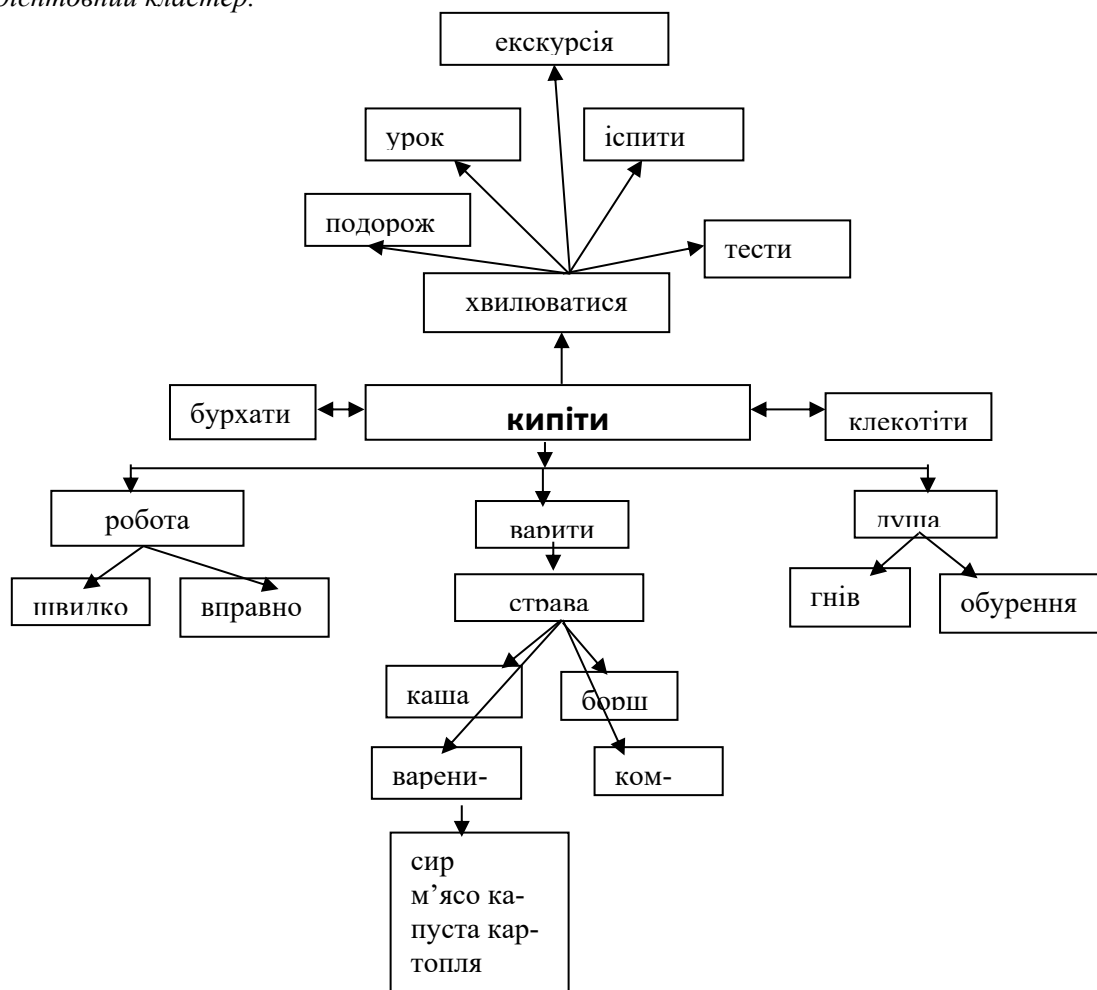 екскурсія
урок
іспити
подорож
тести
хвилюватися
бурхати
кипіти
клекотіти
робота
варити
душа
швидко
вправно
страва
гнів
обурення
каша
борщ
варени-
ком-
сир
м’ясо ка-
пуста кар-
топля